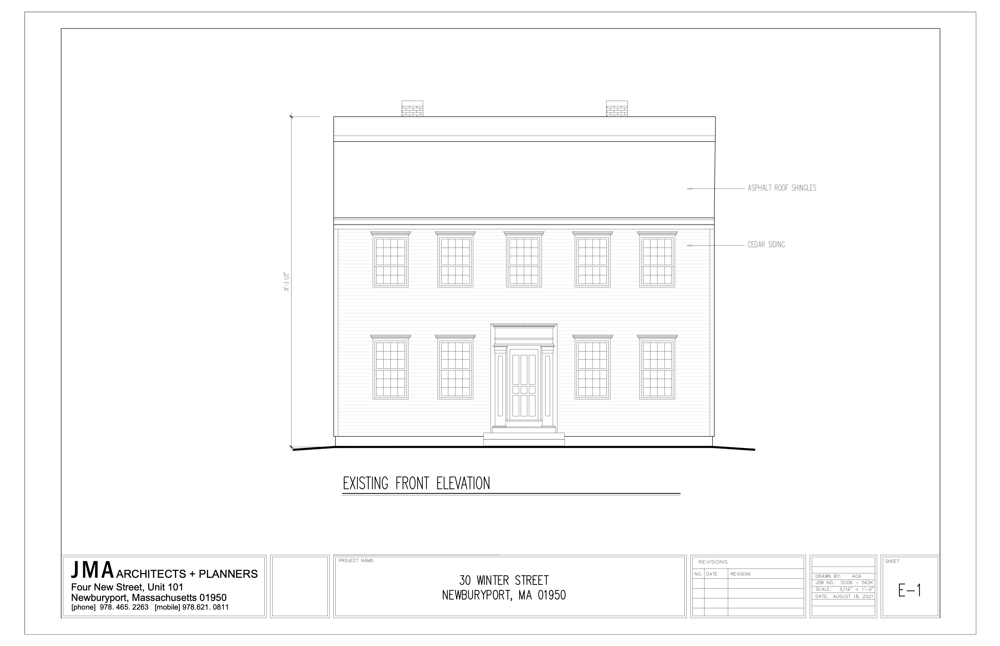 ASPHALT ROOF SHINGLES
CEDAR SIDING
31'-3 1/2"
EXISTING FRONT ELEVATION
JMA ARCHITECTS + PLANNERS
Four New Street, Unit 101
Newburyport, Massachusetts 01950
[phone] 978. 465. 2263 [mobile] 978.621. 0811
PROJECT NAME:
30 WINTER STREET
NEWBURYPORT, MA 01950
REVISIONS
NO. DATE REVISION
DRAWN BY: AOA
JOB NO.: DU06 - 562K
SCALE: 3/16" = 1'-0"
DATE: AUGUST 18, 2021
SHEET
E-1